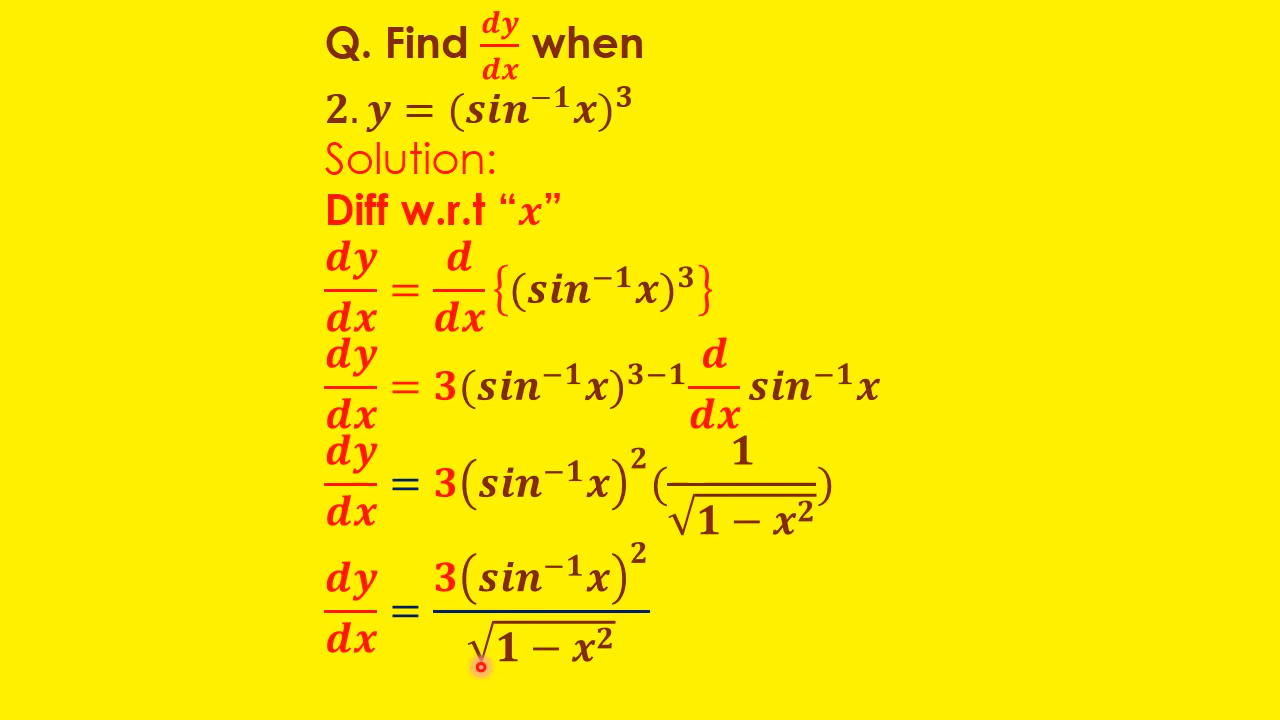 Q. Find dy/dx when
2. y = (sin⁻¹x)³
Solution:
Diff w.r.t “x”
dy/dx = d/dx {(sin⁻¹x)³}
dy/dx = 3(sin⁻¹x)³⁻¹ d/dx sin⁻¹x
dy/dx = 3(sin⁻¹x)² (1/√(1 − x²))
dy/dx = 3(sin⁻¹x)²/√(1 − x²)